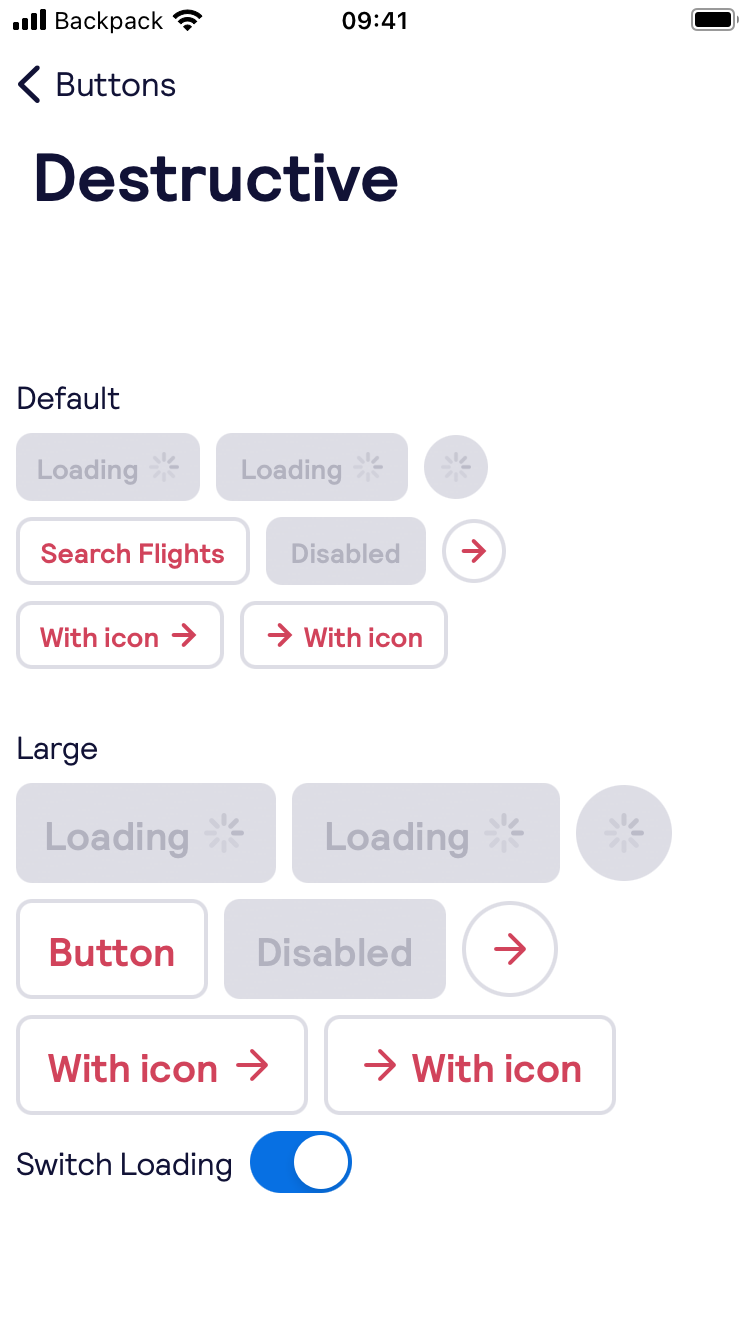 Backpack 09:41
Buttons
Destructive
Default
Loading Loading
Search Flights Disabled
With icon With icon
Large
Loading Loading
Button Disabled
With icon With icon
Switch Loading